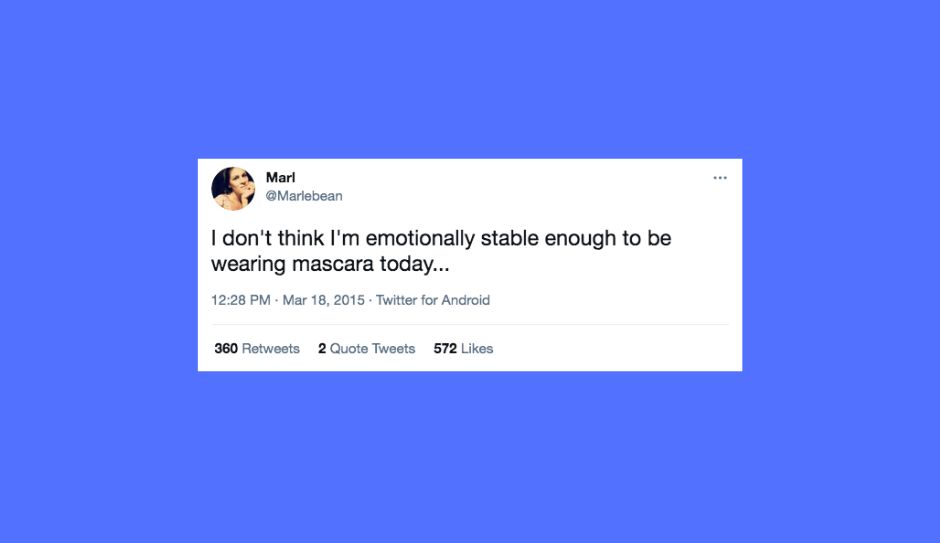 Marl
@Marlebean
I don't think I'm emotionally stable enough to be
wearing mascara today...
12:28 PM · Mar 18, 2015 · Twitter for Android
360 Retweets 2 Quote Tweets 572 Likes